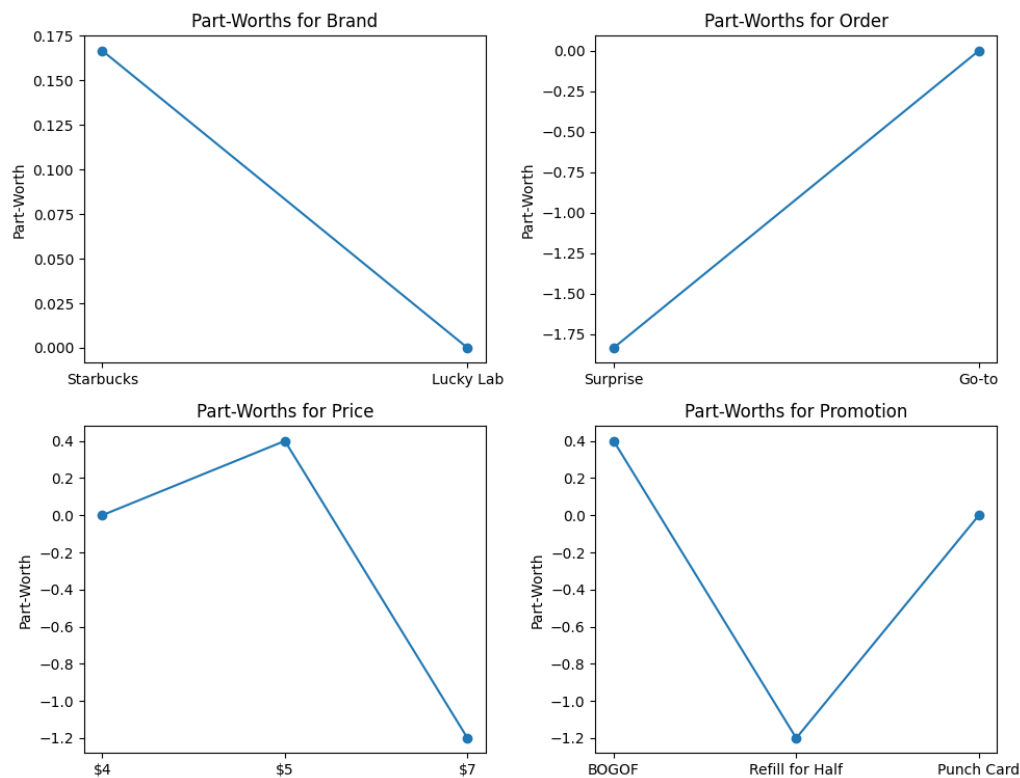 Part-Worths for Brand
Part-Worth
0.175
0.150
0.125
0.100
0.075
0.050
0.025
0.000
Starbucks
Lucky Lab
Part-Worths for Order
Part-Worth
0.00
−0.25
−0.50
−0.75
−1.00
−1.25
−1.50
−1.75
Surprise
Go-to
Part-Worths for Price
Part-Worth
0.4
0.2
0.0
−0.2
−0.4
−0.6
−0.8
−1.0
−1.2
$4
$5
$7
Part-Worths for Promotion
Part-Worth
0.4
0.2
0.0
−0.2
−0.4
−0.6
−0.8
−1.0
−1.2
BOGOF
Refill for Half
Punch Card